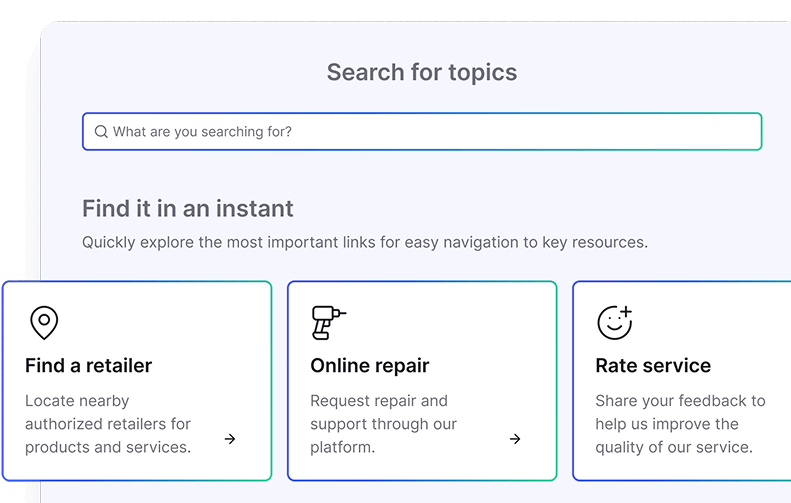 Search for topics
What are you searching for?
Find it in an instant
Quickly explore the most important links for easy navigation to key resources.
Find a retailer
Locate nearby
authorized retailers for
products and services.
Online repair
Request repair and
support through our
platform.
Rate service
Share your feedback to
help us improve the
quality of our service.